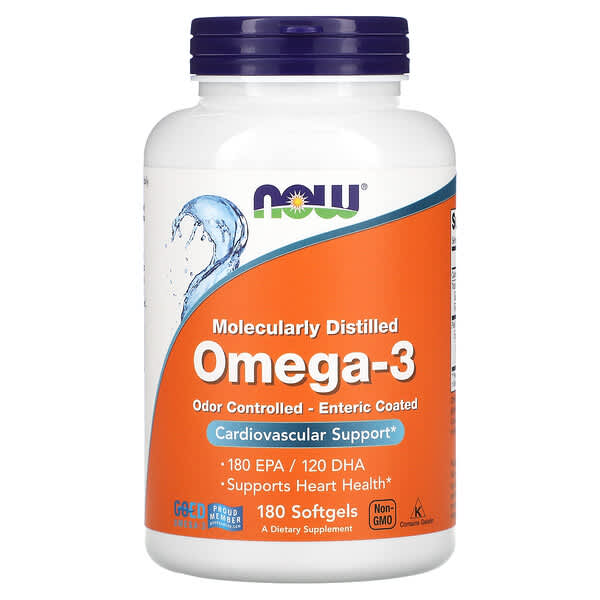 NOW®
Molecularly Distilled
Omega-3
Odor Controlled - Enteric Coated
Cardiovascular Support*
• 180 EPA / 120 DHA
• Supports Heart Health*
180 Softgels
A Dietary Supplement
GOED
PROUD
MEMBER
Non-
GMO
K
Contains Gelatin